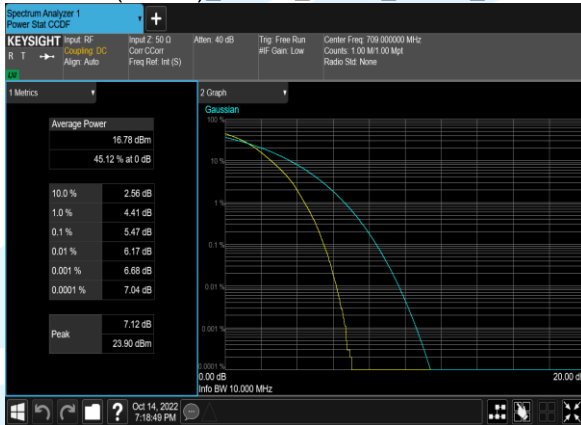 Spectrum Analyzer 1
Power Stat CCDF
+
KEYSIGHT
R T
Input: RF
Coupling: DC
Align: Auto
Input Z: 50 Ω
Corr CCorr
Freq Ref: Int (S)
Atten: 40 dB
Trig: Free Run
#IF Gain: Low
Center Freq: 709.000000 MHz
Counts: 1.00 M/1.00 Mpt
Radio Std: None
1 Metrics
Average Power
16.78 dBm
45.12 % at 0 dB
10.0 % 2.56 dB
1.0 % 4.41 dB
0.1 % 5.47 dB
0.01 % 6.17 dB
0.001 % 6.68 dB
0.0001 % 7.04 dB
Peak
7.12 dB
23.90 dBm
2 Graph
Gaussian
100 %
10 %
1 %
0.1 %
0.01 %
0.001 %
0.0001 %
0.00 dB
20.00 d
Info BW 10.000 MHz
?
Oct 14, 2022
7:18:49 PM